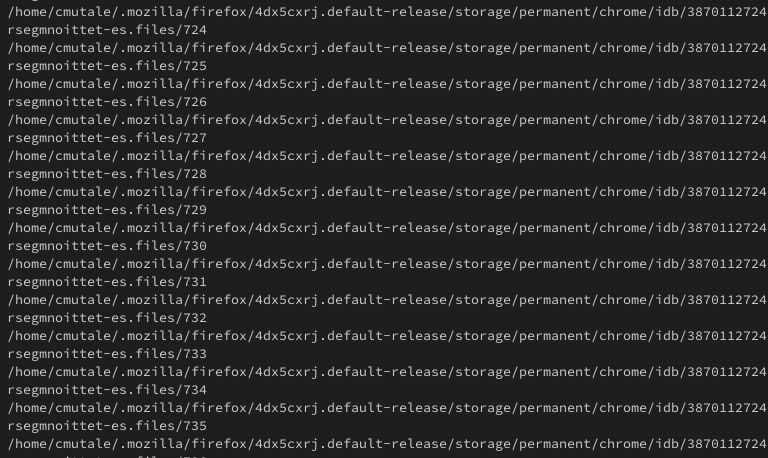 /home/cmutale/.mozilla/firefox/4dx5cxrj.default-release/storage/permanent/chrome/idb/3870112724
rsegmnoittet-es.files/724
/home/cmutale/.mozilla/firefox/4dx5cxrj.default-release/storage/permanent/chrome/idb/3870112724
rsegmnoittet-es.files/725
/home/cmutale/.mozilla/firefox/4dx5cxrj.default-release/storage/permanent/chrome/idb/3870112724
rsegmnoittet-es.files/726
/home/cmutale/.mozilla/firefox/4dx5cxrj.default-release/storage/permanent/chrome/idb/3870112724
rsegmnoittet-es.files/727
/home/cmutale/.mozilla/firefox/4dx5cxrj.default-release/storage/permanent/chrome/idb/3870112724
rsegmnoittet-es.files/728
/home/cmutale/.mozilla/firefox/4dx5cxrj.default-release/storage/permanent/chrome/idb/3870112724
rsegmnoittet-es.files/729
/home/cmutale/.mozilla/firefox/4dx5cxrj.default-release/storage/permanent/chrome/idb/3870112724
rsegmnoittet-es.files/730
/home/cmutale/.mozilla/firefox/4dx5cxrj.default-release/storage/permanent/chrome/idb/3870112724
rsegmnoittet-es.files/731
/home/cmutale/.mozilla/firefox/4dx5cxrj.default-release/storage/permanent/chrome/idb/3870112724
rsegmnoittet-es.files/732
/home/cmutale/.mozilla/firefox/4dx5cxrj.default-release/storage/permanent/chrome/idb/3870112724
rsegmnoittet-es.files/733
/home/cmutale/.mozilla/firefox/4dx5cxrj.default-release/storage/permanent/chrome/idb/3870112724
rsegmnoittet-es.files/734
/home/cmutale/.mozilla/firefox/4dx5cxrj.default-release/storage/permanent/chrome/idb/3870112724
rsegmnoittet-es.files/735
/home/cmutale/.mozilla/firefox/4dx5cxrj.default-release/storage/permanent/chrome/idb/3870112724